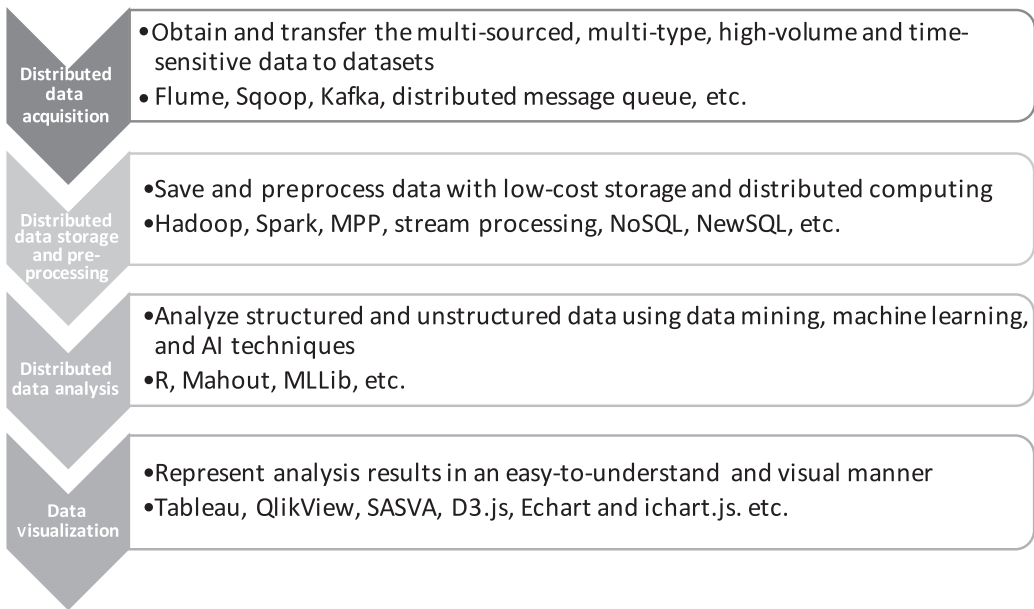 Distributed
data
acquisition
•Obtain and transfer the multi-sourced, multi-type, high-volume and time-
sensitive data to datasets
• Flume, Sqoop, Kafka, distributed message queue, etc.
Distributed
data storage
and pre-
processing
•Save and preprocess data with low-cost storage and distributed computing
•Hadoop, Spark, MPP, stream processing, NoSQL, NewSQL, etc.
Distributed
data analysis
•Analyze structured and unstructured data using data mining, machine learning,
and AI techniques
•R, Mahout, MLLib, etc.
Data
visualization
•Represent analysis results in an easy-to-understand and visual manner
•Tableau, QlikView, SASVA, D3.js, Echart and ichart.js. etc.